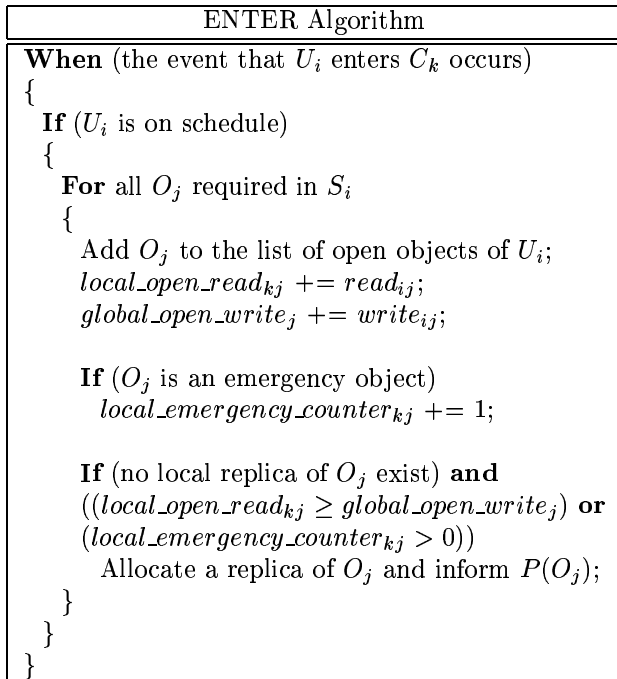 ENTER Algorithm
When (the event that U_i enters C_k occurs)
{
If (U_i is on schedule)
{
For all O_j required in S_i
{
Add O_j to the list of open objects of U_i;
local_open_read_kj += read_ij;
global_open_write_j += write_ij;
If (O_j is an emergency object)
local_emergency_counter_kj += 1;
If (no local replica of O_j exist) and
((local_open_read_kj ≥ global_open_write_j) or
(local_emergency_counter_kj > 0))
Allocate a replica of O_j and inform P(O_j);
}
}
}